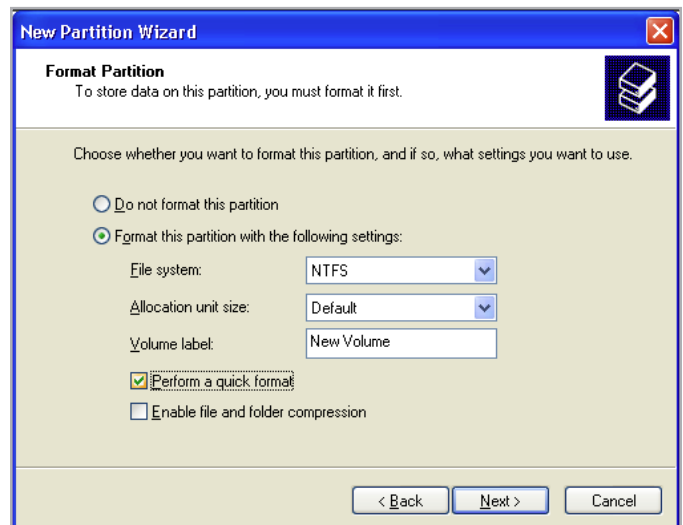 New Partition Wizard
Format Partition
To store data on this partition, you must format it first.
Choose whether you want to format this partition, and if so, what settings you want to use.
Do not format this partition
Format this partition with the following settings:
File system: NTFS
Allocation unit size: Default
Volume label: New Volume
Perform a quick format
Enable file and folder compression
< Back Next > Cancel